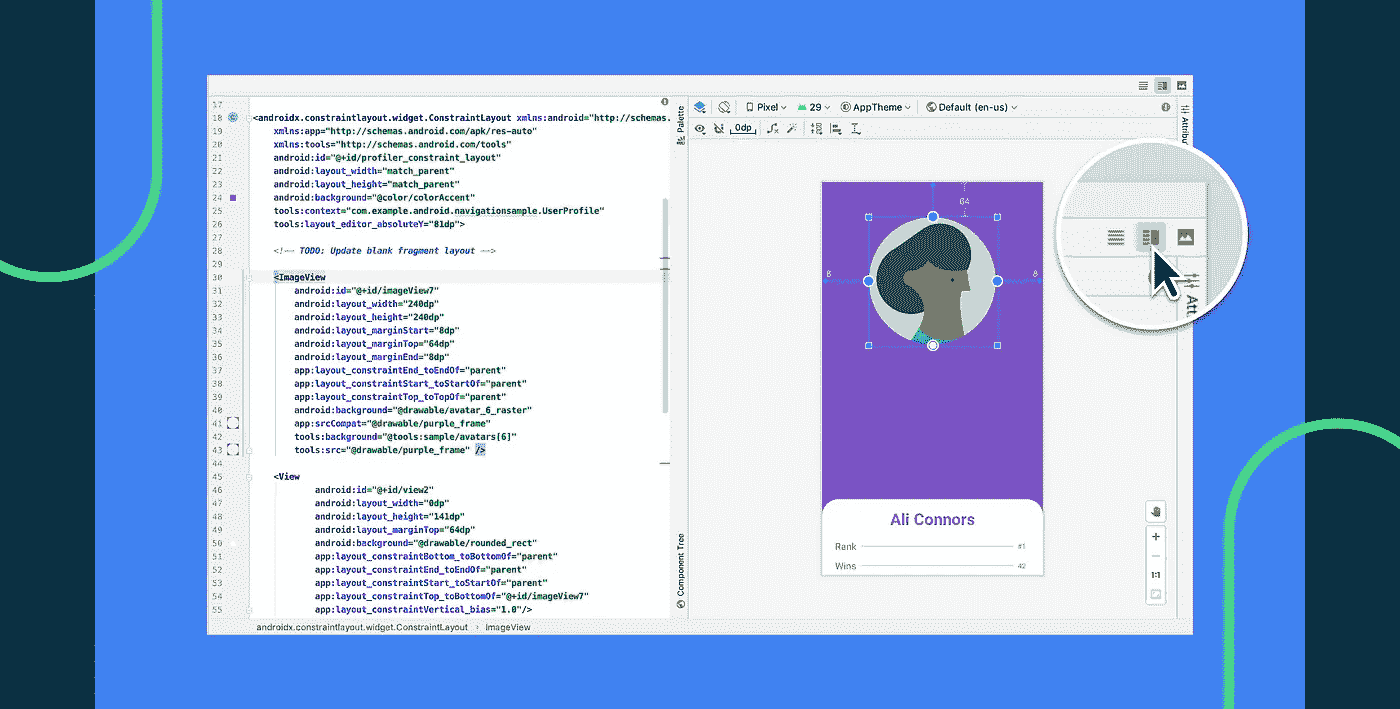 17
18 <androidx.constraintlayout.widget.ConstraintLayout xmlns:android="http://schemas.
19 xmlns:app="http://schemas.android.com/apk/res-auto"
20 xmlns:tools="http://schemas.android.com/tools"
21 android:id="@+id/profiler_constraint_layout"
22 android:layout_width="match_parent"
23 android:layout_height="match_parent"
24 android:background="@color/colorAccent"
25 tools:context="com.example.android.navigationsample.UserProfile"
26 tools:layout_editor_absoluteY="81dp">
27
28 <!-- TODO: Update blank fragment layout -->
29
30 <ImageView
31 android:id="@+id/imageView7"
32 android:layout_width="240dp"
33 android:layout_height="240dp"
34 android:layout_marginStart="8dp"
35 android:layout_marginTop="64dp"
36 android:layout_marginEnd="8dp"
37 app:layout_constraintEnd_toEndOf="parent"
38 app:layout_constraintStart_toStartOf="parent"
39 app:layout_constraintTop_toTopOf="parent"
40 android:background="@drawable/avatar_6_raster"
41 app:srcCompat="@drawable/purple_frame"
42 tools:background="@tools:sample/avatars[6]"
43 tools:src="@drawable/purple_frame" />
44
45 <View
46 android:id="@+id/view2"
47 android:layout_width="0dp"
48 android:layout_height="141dp"
49 android:layout_marginTop="64dp"
50 android:background="@drawable/rounded_rect"
51 app:layout_constraintBottom_toBottomOf="parent"
52 app:layout_constraintEnd_toEndOf="parent"
53 app:layout_constraintStart_toStartOf="parent"
54 app:layout_constraintTop_toBottomOf="@+id/imageView7"
55 app:layout_constraintVertical_bias="1.0"/>
androidx.constraintlayout.widget.ConstraintLayout › ImageView
Palette
Component Tree
Pixel 29 AppTheme Default (en-us)
0dp
Attribut
64
8 8
Ali Connors
Rank #1
Wins 42
1:1
Att